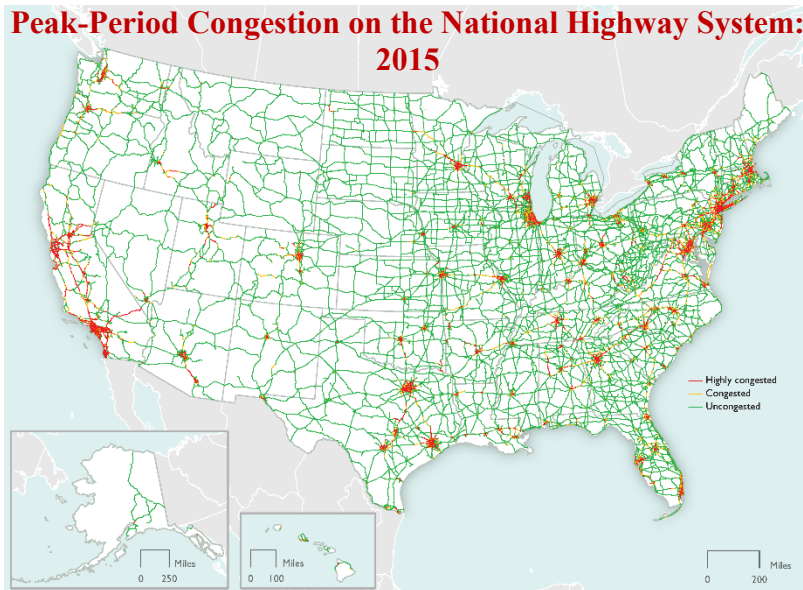 Peak-Period Congestion on the National Highway System:
2015
Highly congested
Congested
Uncongested
Miles
0 250
Miles
0 100
Miles
0 200